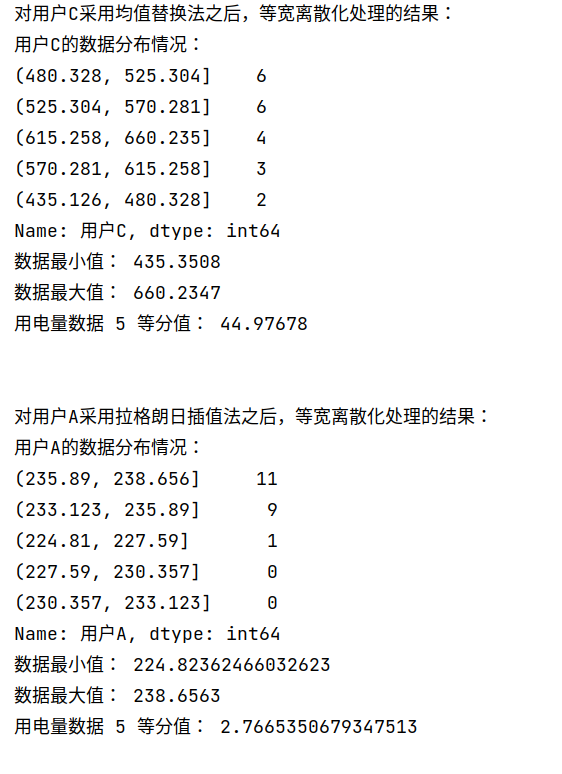 对用户C采用均值替换法之后，等宽离散化处理的结果：
用户C的数据分布情况：
(480.328, 525.304]    6
(525.304, 570.281]    6
(615.258, 660.235]    4
(570.281, 615.258]    3
(435.126, 480.328]    2
Name: 用户C, dtype: int64
数据最小值： 435.3508
数据最大值： 660.2347
用电量数据 5 等分值： 44.97678
对用户A采用拉格朗日插值法之后，等宽离散化处理的结果：
用户A的数据分布情况：
(235.89, 238.656]     11
(233.123, 235.89]      9
(224.81, 227.59]       1
(227.59, 230.357]      0
(230.357, 233.123]     0
Name: 用户A, dtype: int64
数据最小值： 224.82362466032623
数据最大值： 238.6563
用电量数据 5 等分值： 2.7665350679347513